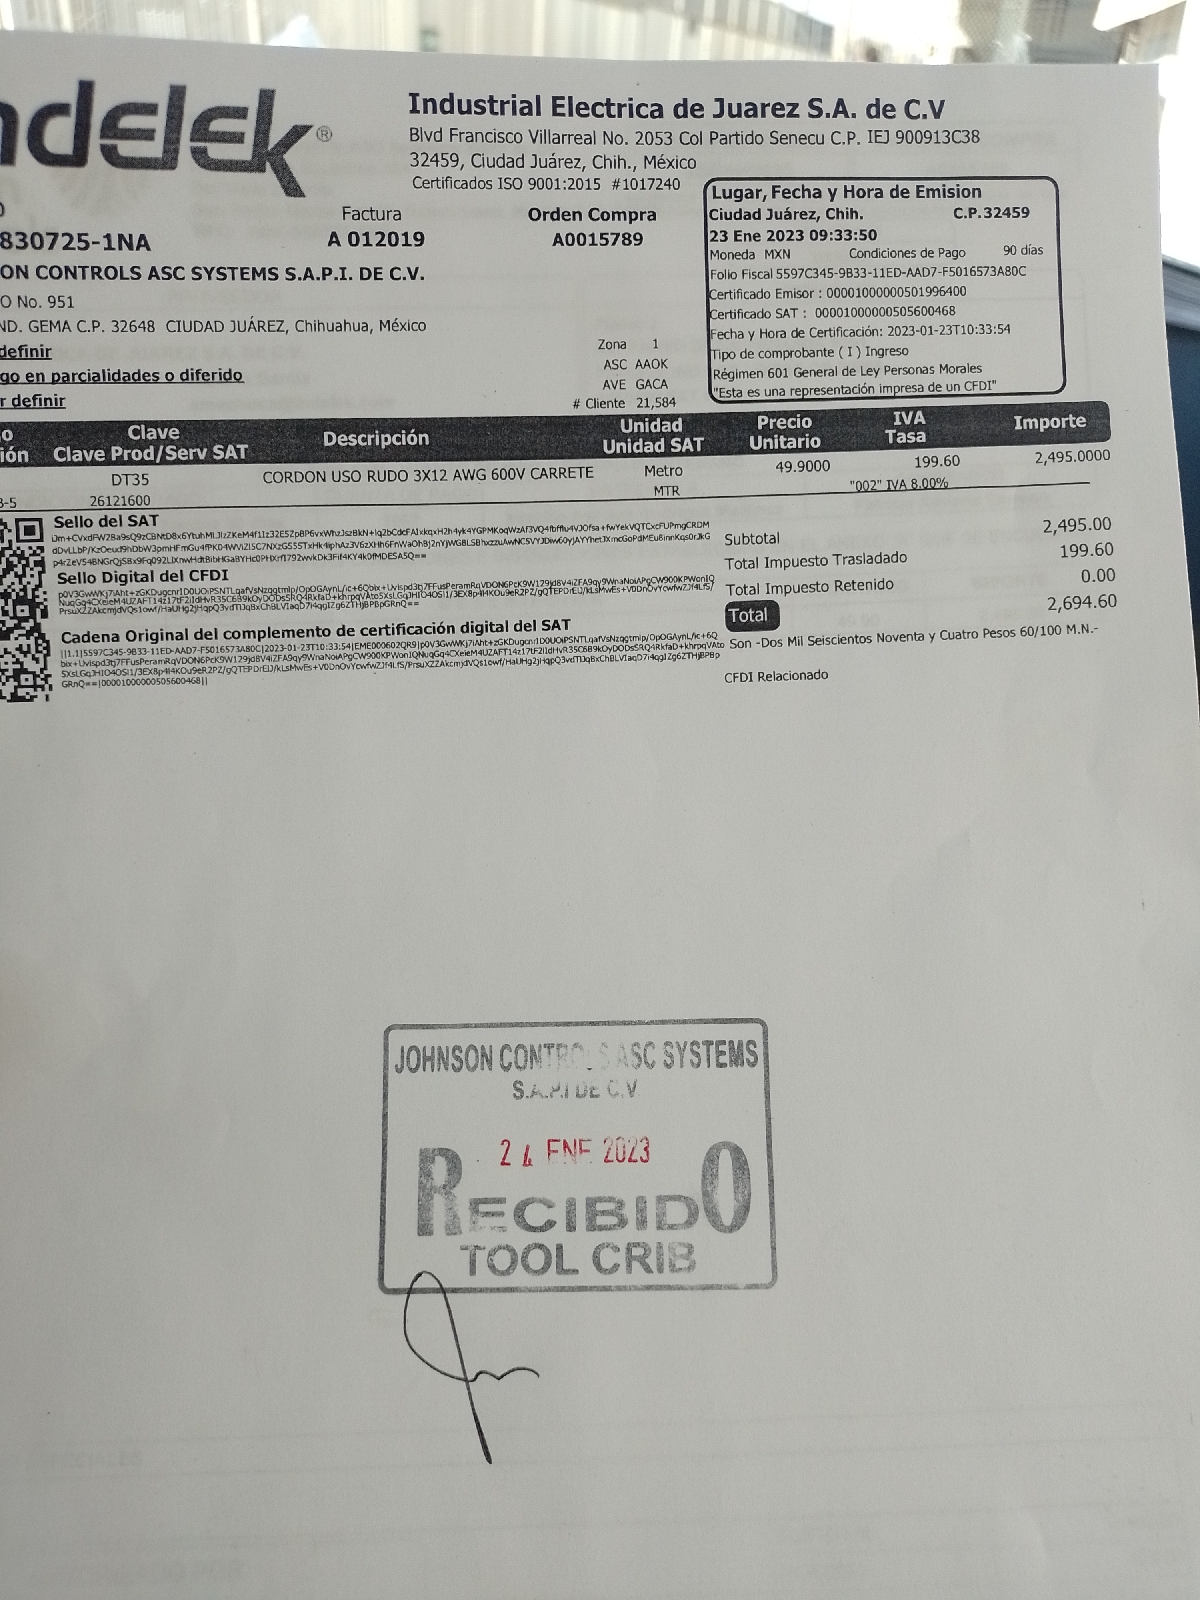 ndelek®
Industrial Electrica de Juarez S.A. de C.V
Blvd Francisco Villarreal No. 2053 Col Partido Senecu C.P. IEJ 900913C38
32459, Ciudad Juárez, Chih., México
Certificados ISO 9001:2015 #1017240
Lugar, Fecha y Hora de Emision
Ciudad Juárez, Chih. C.P.32459
23 Ene 2023 09:33:50
Moneda MXN Condiciones de Pago 90 días
Folio Fiscal 5597C345-9B33-11ED-AAD7-F5016573A80C
Certificado Emisor : 00001000000501996400
Certificado SAT : 00001000000505600468
Fecha y Hora de Certificación: 2023-01-23T10:33:54
Tipo de comprobante ( I ) Ingreso
Régimen 601 General de Ley Personas Morales
"Esta es una representación impresa de un CFDI"
Factura Orden Compra
830725-1NA A 012019 A0015789
ON CONTROLS ASC SYSTEMS S.A.P.I. DE C.V.
O No. 951
ND. GEMA C.P. 32648 CIUDAD JUÁREZ, Chihuahua, México
definir
go en parcialidades o diferido
r definir
Zona 1
ASC AAOK
AVE GACA
# Cliente 21,584
o Clave Descripción Unidad Precio IVA Importe
ión Clave Prod/Serv SAT Unidad SAT Unitario Tasa
DT35 CORDON USO RUDO 3X12 AWG 600V CARRETE Metro 49.9000 199.60 2,495.0000
3-5 26121600 MTR "002" IVA 8.00%
Sello del SAT
Sello Digital del CFDI
Cadena Original del complemento de certificación digital del SAT
GRnQ==|00001000000505600468||
Subtotal 2,495.00
Total Impuesto Trasladado 199.60
Total Impuesto Retenido 0.00
Total 2,694.60
Son -Dos Mil Seiscientos Noventa y Cuatro Pesos 60/100 M.N.-
CFDI Relacionado
JOHNSON CONTROLS ASC SYSTEMS
S.A.P.I DE C.V
24 ENE 2023
RECIBIDO
TOOL CRIB